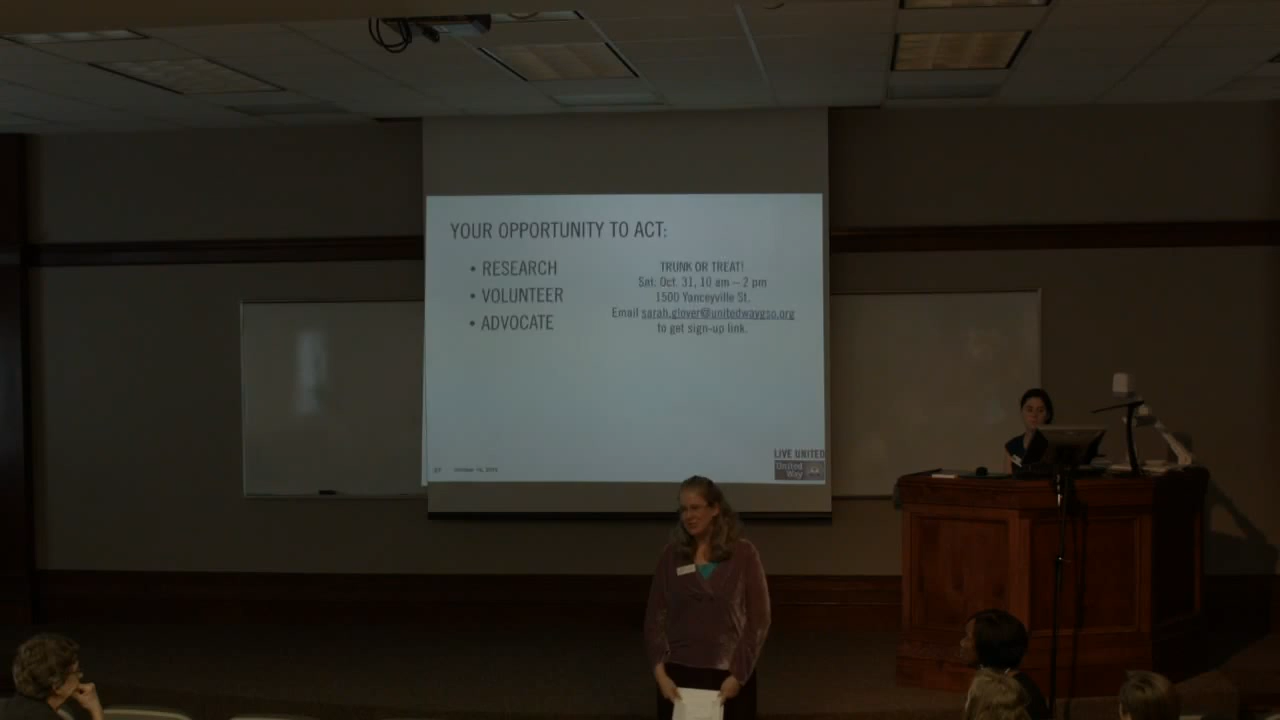 YOUR OPPORTUNITY TO ACT:
• RESEARCH
• VOLUNTEER
• ADVOCATE
TRUNK OR TREAT!
Sat. Oct. 31, 10 am – 2 pm
1500 Yanceyville St.
Email sarah.glover@unitedwaygso.org
to get sign-up link.
LIVE UNITED
United
Way